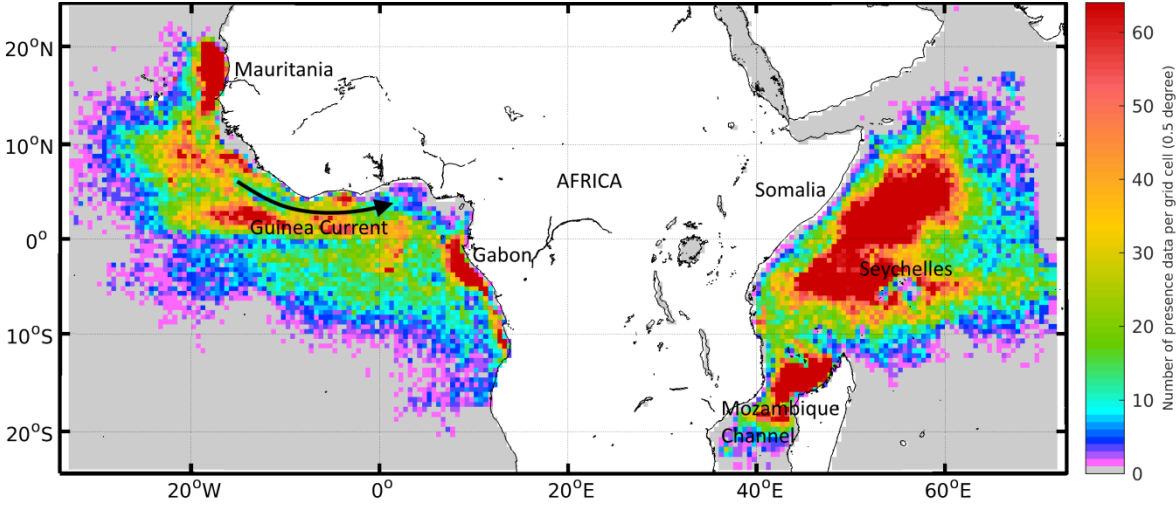 20°N
10°N
0°
10°S
20°S
20°W
0°
20°E
40°E
60°E
Mauritania
Guinea Current
Gabon
AFRICA
Somalia
Seychelles
Mozambique
Channel
60
50
40
30
20
10
0
Number of presence data per grid cell (0.5 degree)